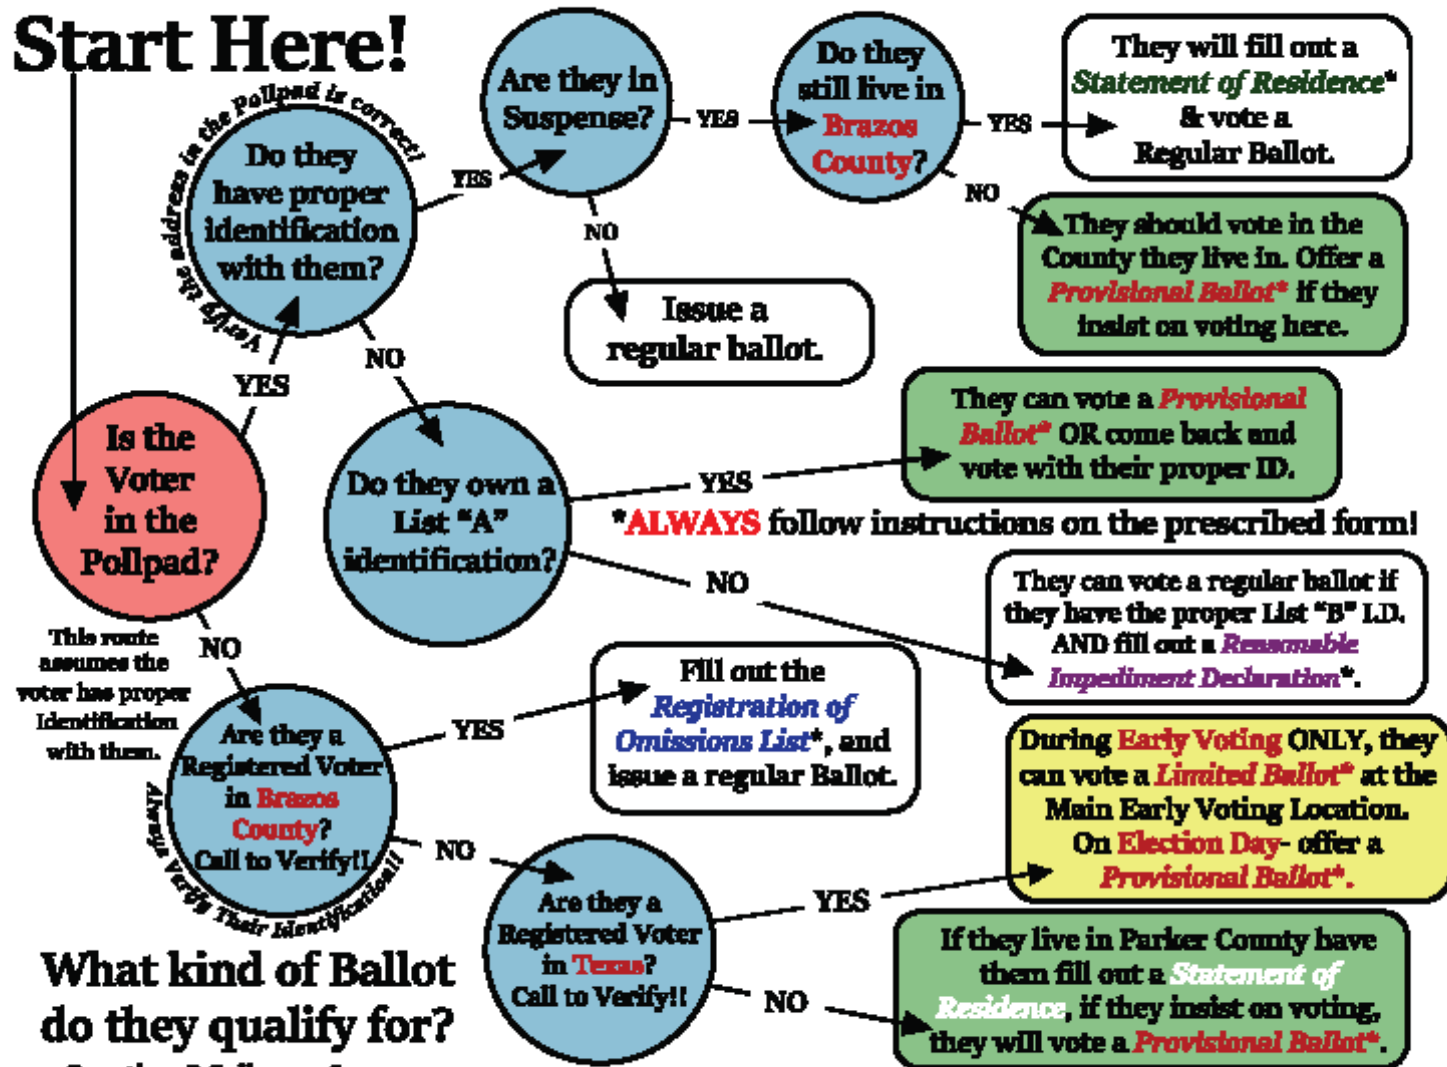 Start Here!
Verify the address in the Pollpad is correct!
Do they
have proper
identification
with them?
YES
Are they in
Suspense?
YES
Do they
still live in
Brazos
County?
YES
They will fill out a
Statement of Residence*
& vote a
Regular Ballot.
NO
They should vote in the
County they live in. Offer a
Provisional Ballot* if they
insist on voting here.
NO
Issue a
regular ballot.
YES
NO
Is the
Voter
in the
Pollpad?
Do they own a
List "A"
identification?
YES
They can vote a Provisional
Ballot* OR come back and
vote with their proper ID.
*ALWAYS follow instructions on the prescribed form!
NO
They can vote a regular ballot if
they have the proper List "B" I.D.
AND fill out a Reasonable
Impediment Declaration*.
This route
assumes the
voter has proper
Identification
with them.
NO
Are they a
Registered Voter
in Brazos
County?
Call to Verify!!
Always Verify Their Identification!!
YES
Fill out the
Registration of
Omissions List*, and
issue a regular Ballot.
NO
Are they a
Registered Voter
in Texas?
Call to Verify!!
YES
During Early Voting ONLY, they
can vote a Limited Ballot* at the
Main Early Voting Location.
On Election Day- offer a
Provisional Ballot*.
NO
If they live in Parker County have
them fill out a Statement of
Residence, if they insist on voting,
they will vote a Provisional Ballot*.
What kind of Ballot
do they qualify for?